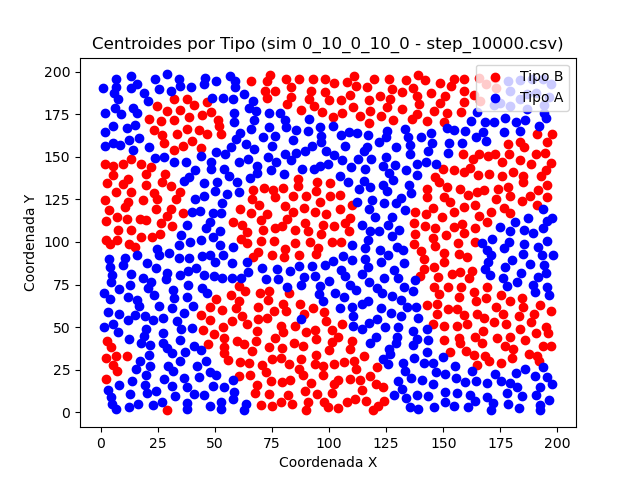 Centroides por Tipo (sim 0_10_0_10_0 - step_10000.csv)
Tipo B
Tipo A
Coordenada Y
200
175
150
125
100
75
50
25
0
0 25 50 75 100 125 150 175 200
Coordenada X